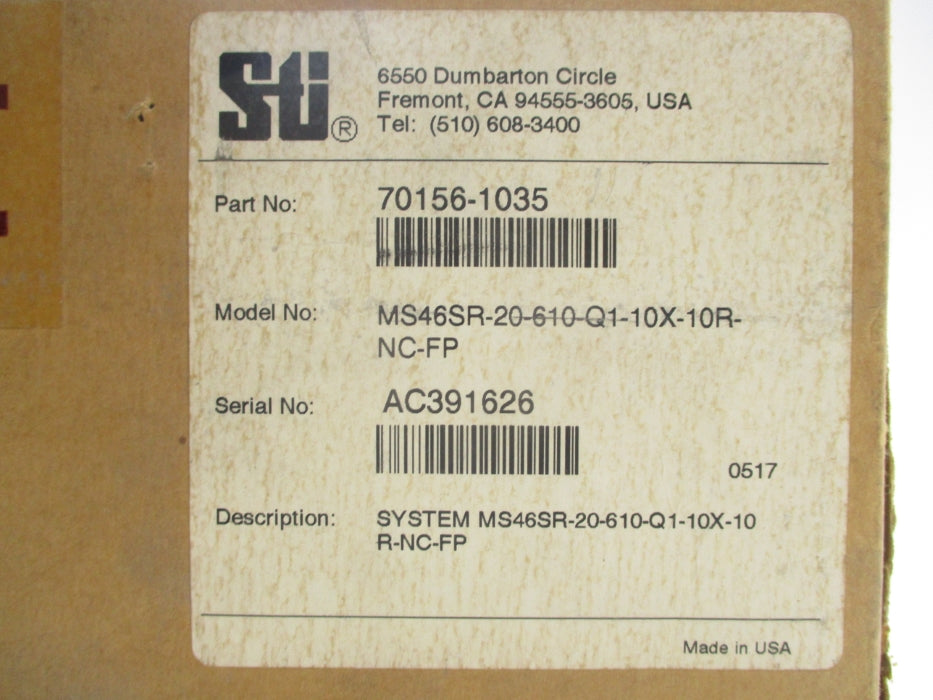 Sti®
6550 Dumbarton Circle
Fremont, CA 94555-3605, USA
Tel: (510) 608-3400
Part No: 70156-1035
Model No: MS46SR-20-610-Q1-10X-10R-
NC-FP
Serial No: AC391626
0517
Description: SYSTEM MS46SR-20-610-Q1-10X-10
R-NC-FP
Made in USA